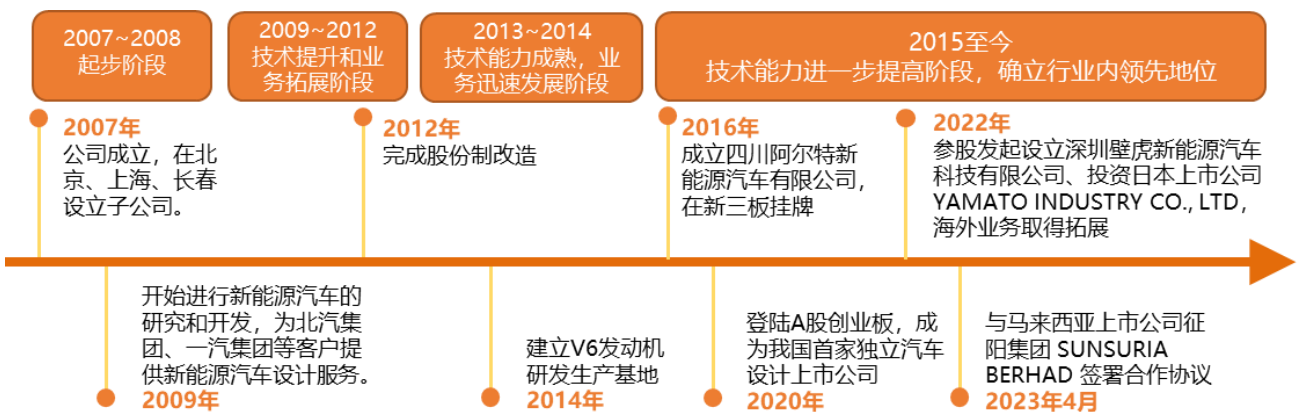 2007~2008
起步阶段
2009~2012
技术提升和业
务拓展阶段
2013~2014
技术能力成熟，业
务迅速发展阶段
2015至今
技术能力进一步提高阶段，确立行业内领先地位
2007年
公司成立，在北
京、上海、长春
设立子公司。
2012年
完成股份制改造
2016年
成立四川阿尔特新
能源汽车有限公司，
在新三板挂牌
2022年
参股发起设立深圳壁虎新能源汽车
科技有限公司、投资日本上市公司
YAMATO INDUSTRY CO., LTD，
海外业务取得拓展
开始进行新能源汽车的
研究和开发，为北汽集
团、一汽集团等客户提
供新能源汽车设计服务。
2009年
建立V6发动机
研发生产基地
2014年
登陆A股创业板，成
为我国首家独立汽车
设计上市公司
2020年
与马来西亚上市公司征
阳集团 SUNSURIA
BERHAD 签署合作协议
2023年4月